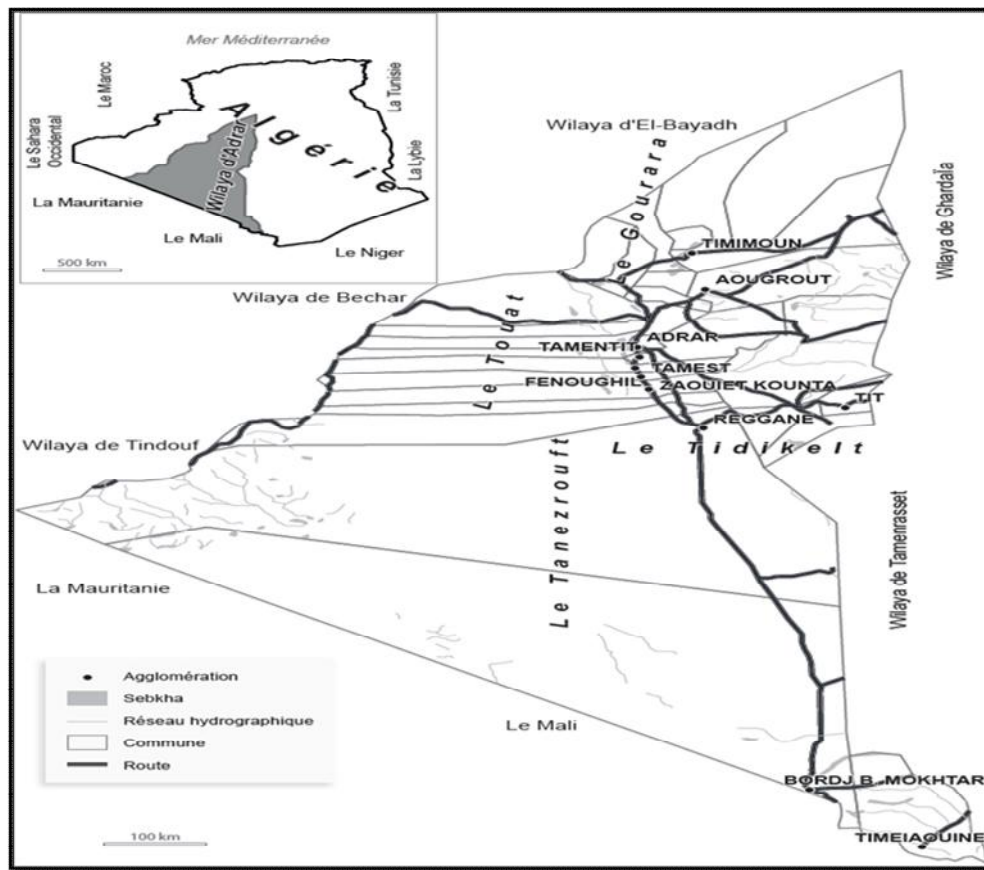 Mer Méditerranée
Le Maroc
La Tunisie
Le Sahara
Occidental
Algérie
La Lybie
Wilaya d'Adrar
La Mauritanie
Le Mali
Le Niger
500 km
Wilaya d'El-Bayadh
Wilaya de Ghardaïa
Le Gourara
TIMIMOUN
AOUGROUT
Wilaya de Bechar
Le Touat
ADRAR
TAMENTIT
TAMEST
FENOUGHIL
ZAOUIET KOUNTA
TIT
REGGANE
Wilaya de Tindouf
Le Tidikelt
Le Tanezrouft
Wilaya de Tamenrasset
La Mauritanie
Agglomération
Sebkha
Réseau hydrographique
Commune
Route
Le Mali
BORDJ B. MOKHTAR
100 km
TIMEIAOUINE